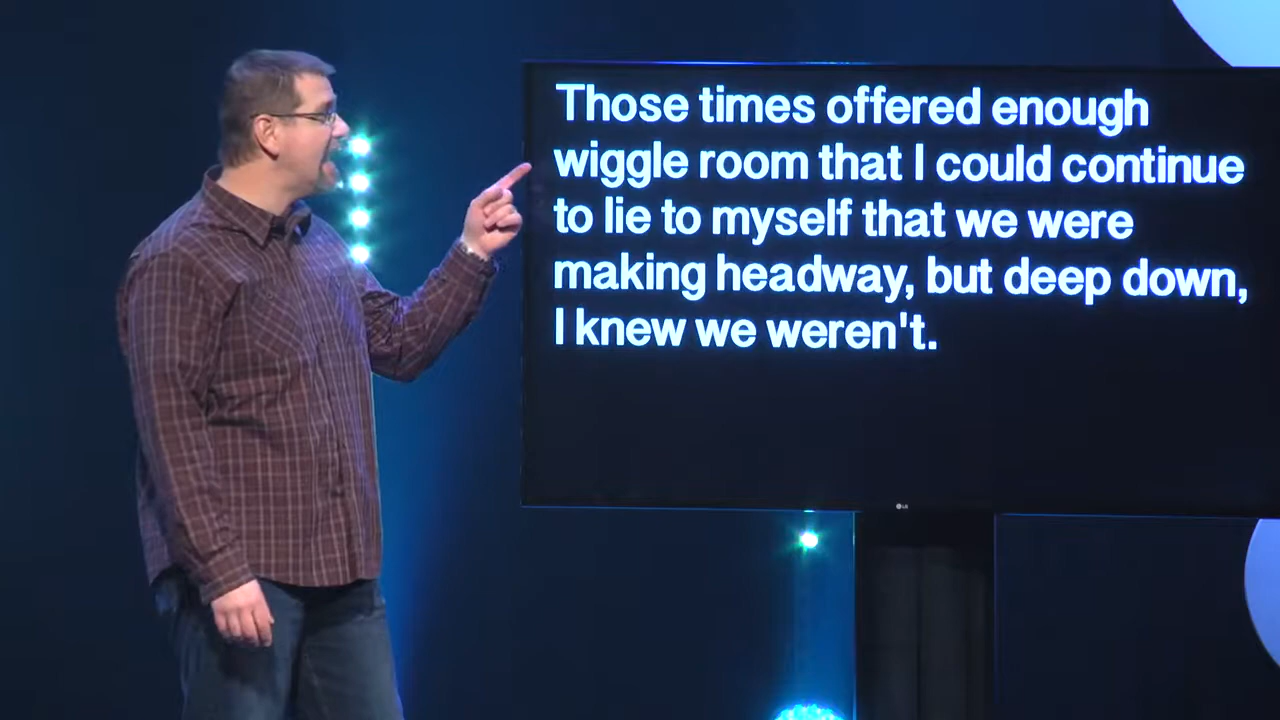 Those times offered enough
wiggle room that I could continue
to lie to myself that we were
making headway, but deep down,
I knew we weren't.
LG